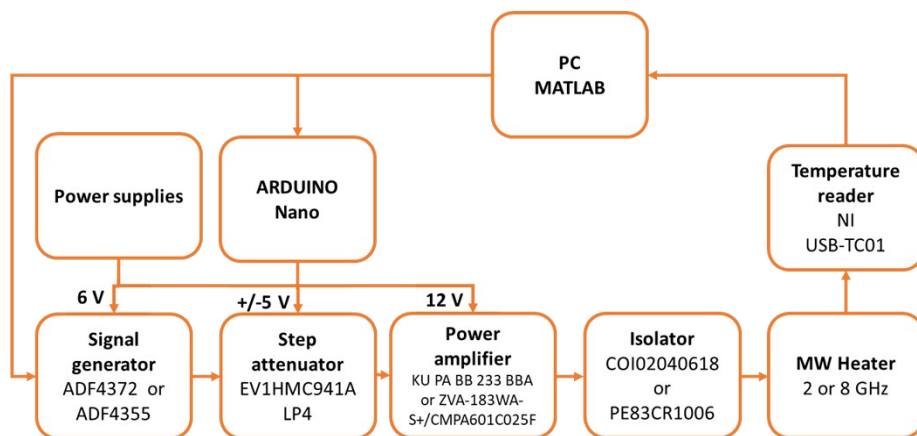 PC
MATLAB
Power supplies
ARDUINO
Nano
Temperature
reader
NI
USB-TC01
6 V
+/-5 V
12 V
Signal
generator
ADF4372 or
ADF4355
Step
attenuator
EV1HMC941A
LP4
Power
amplifier
KU PA BB 233 BBA
or ZVA-183WA-
S+/CMPA601C025F
Isolator
COI02040618
or
PE83CR1006
MW Heater
2 or 8 GHz